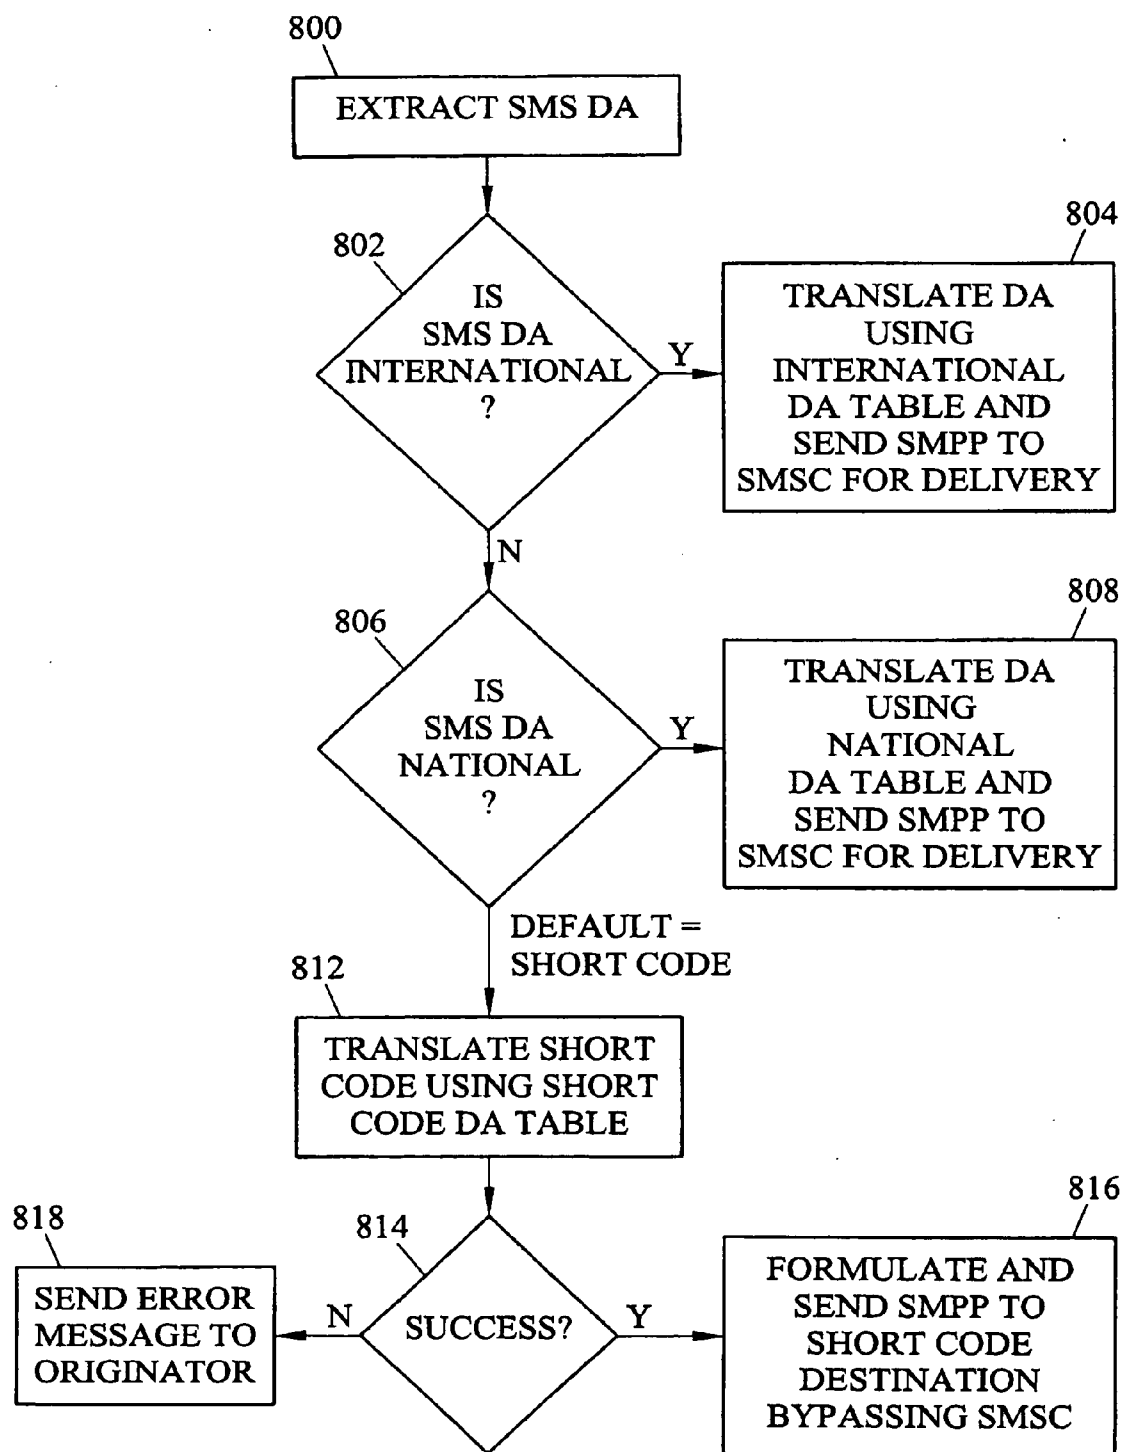 800
EXTRACT SMS DA
802
IS
SMS DA
INTERNATIONAL
?
Y
804
TRANSLATE DA
USING
INTERNATIONAL
DA TABLE AND
SEND SMPP TO
SMSC FOR DELIVERY
N
806
IS
SMS DA
NATIONAL
?
Y
808
TRANSLATE DA
USING
NATIONAL
DA TABLE AND
SEND SMPP TO
SMSC FOR DELIVERY
DEFAULT =
SHORT CODE
812
TRANSLATE SHORT
CODE USING SHORT
CODE DA TABLE
814
SUCCESS?
N
818
SEND ERROR
MESSAGE TO
ORIGINATOR
Y
816
FORMULATE AND
SEND SMPP TO
SHORT CODE
DESTINATION
BYPASSING SMSC